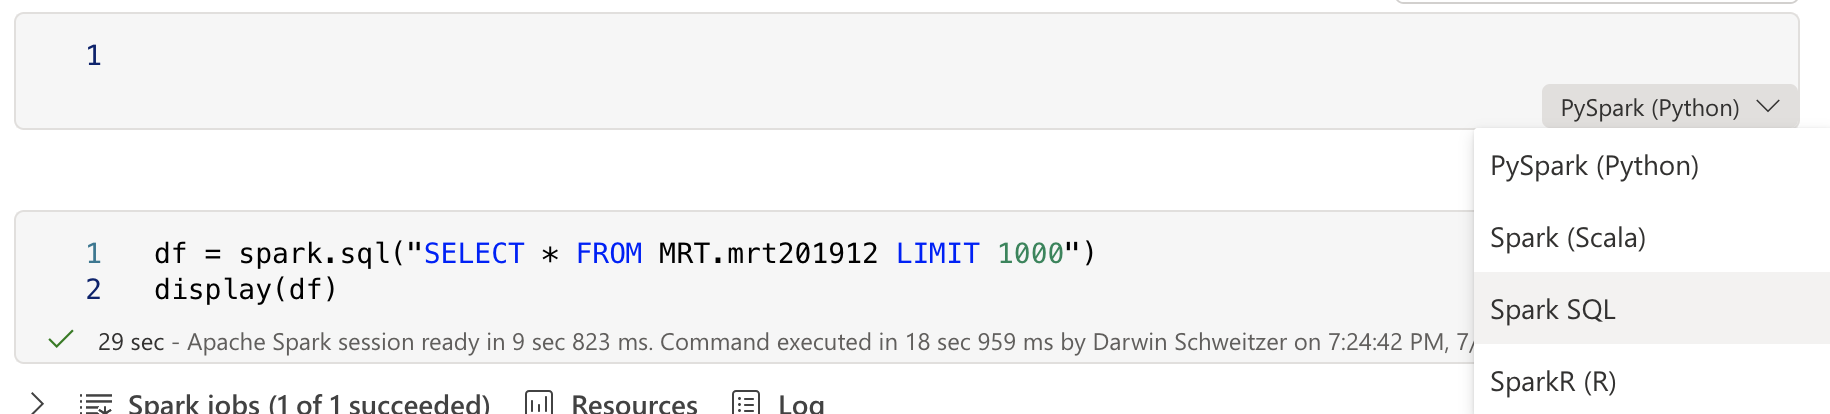 1
PySpark (Python)
PySpark (Python)
Spark (Scala)
Spark SQL
SparkR (R)
1 df = spark.sql("SELECT * FROM MRT.mrt201912 LIMIT 1000")
2 display(df)
29 sec - Apache Spark session ready in 9 sec 823 ms. Command executed in 18 sec 959 ms by Darwin Schweitzer on 7:24:42 PM, 7/
Spark jobs (1 of 1 succeeded) Resources Log